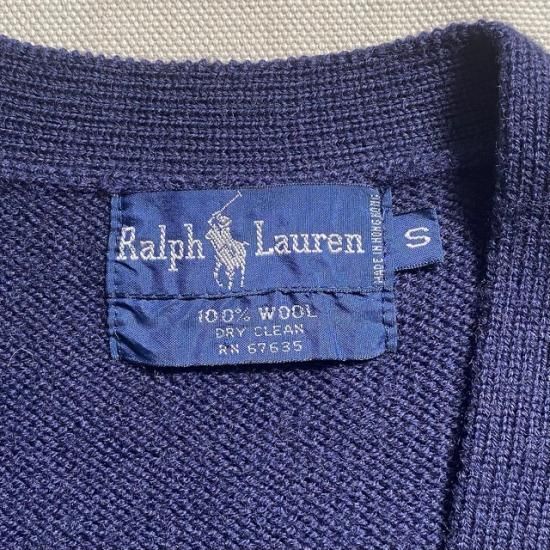 Ralph Lauren
MADE IN HONG KONG
S
100% WOOL
DRY CLEAN
RN 67635